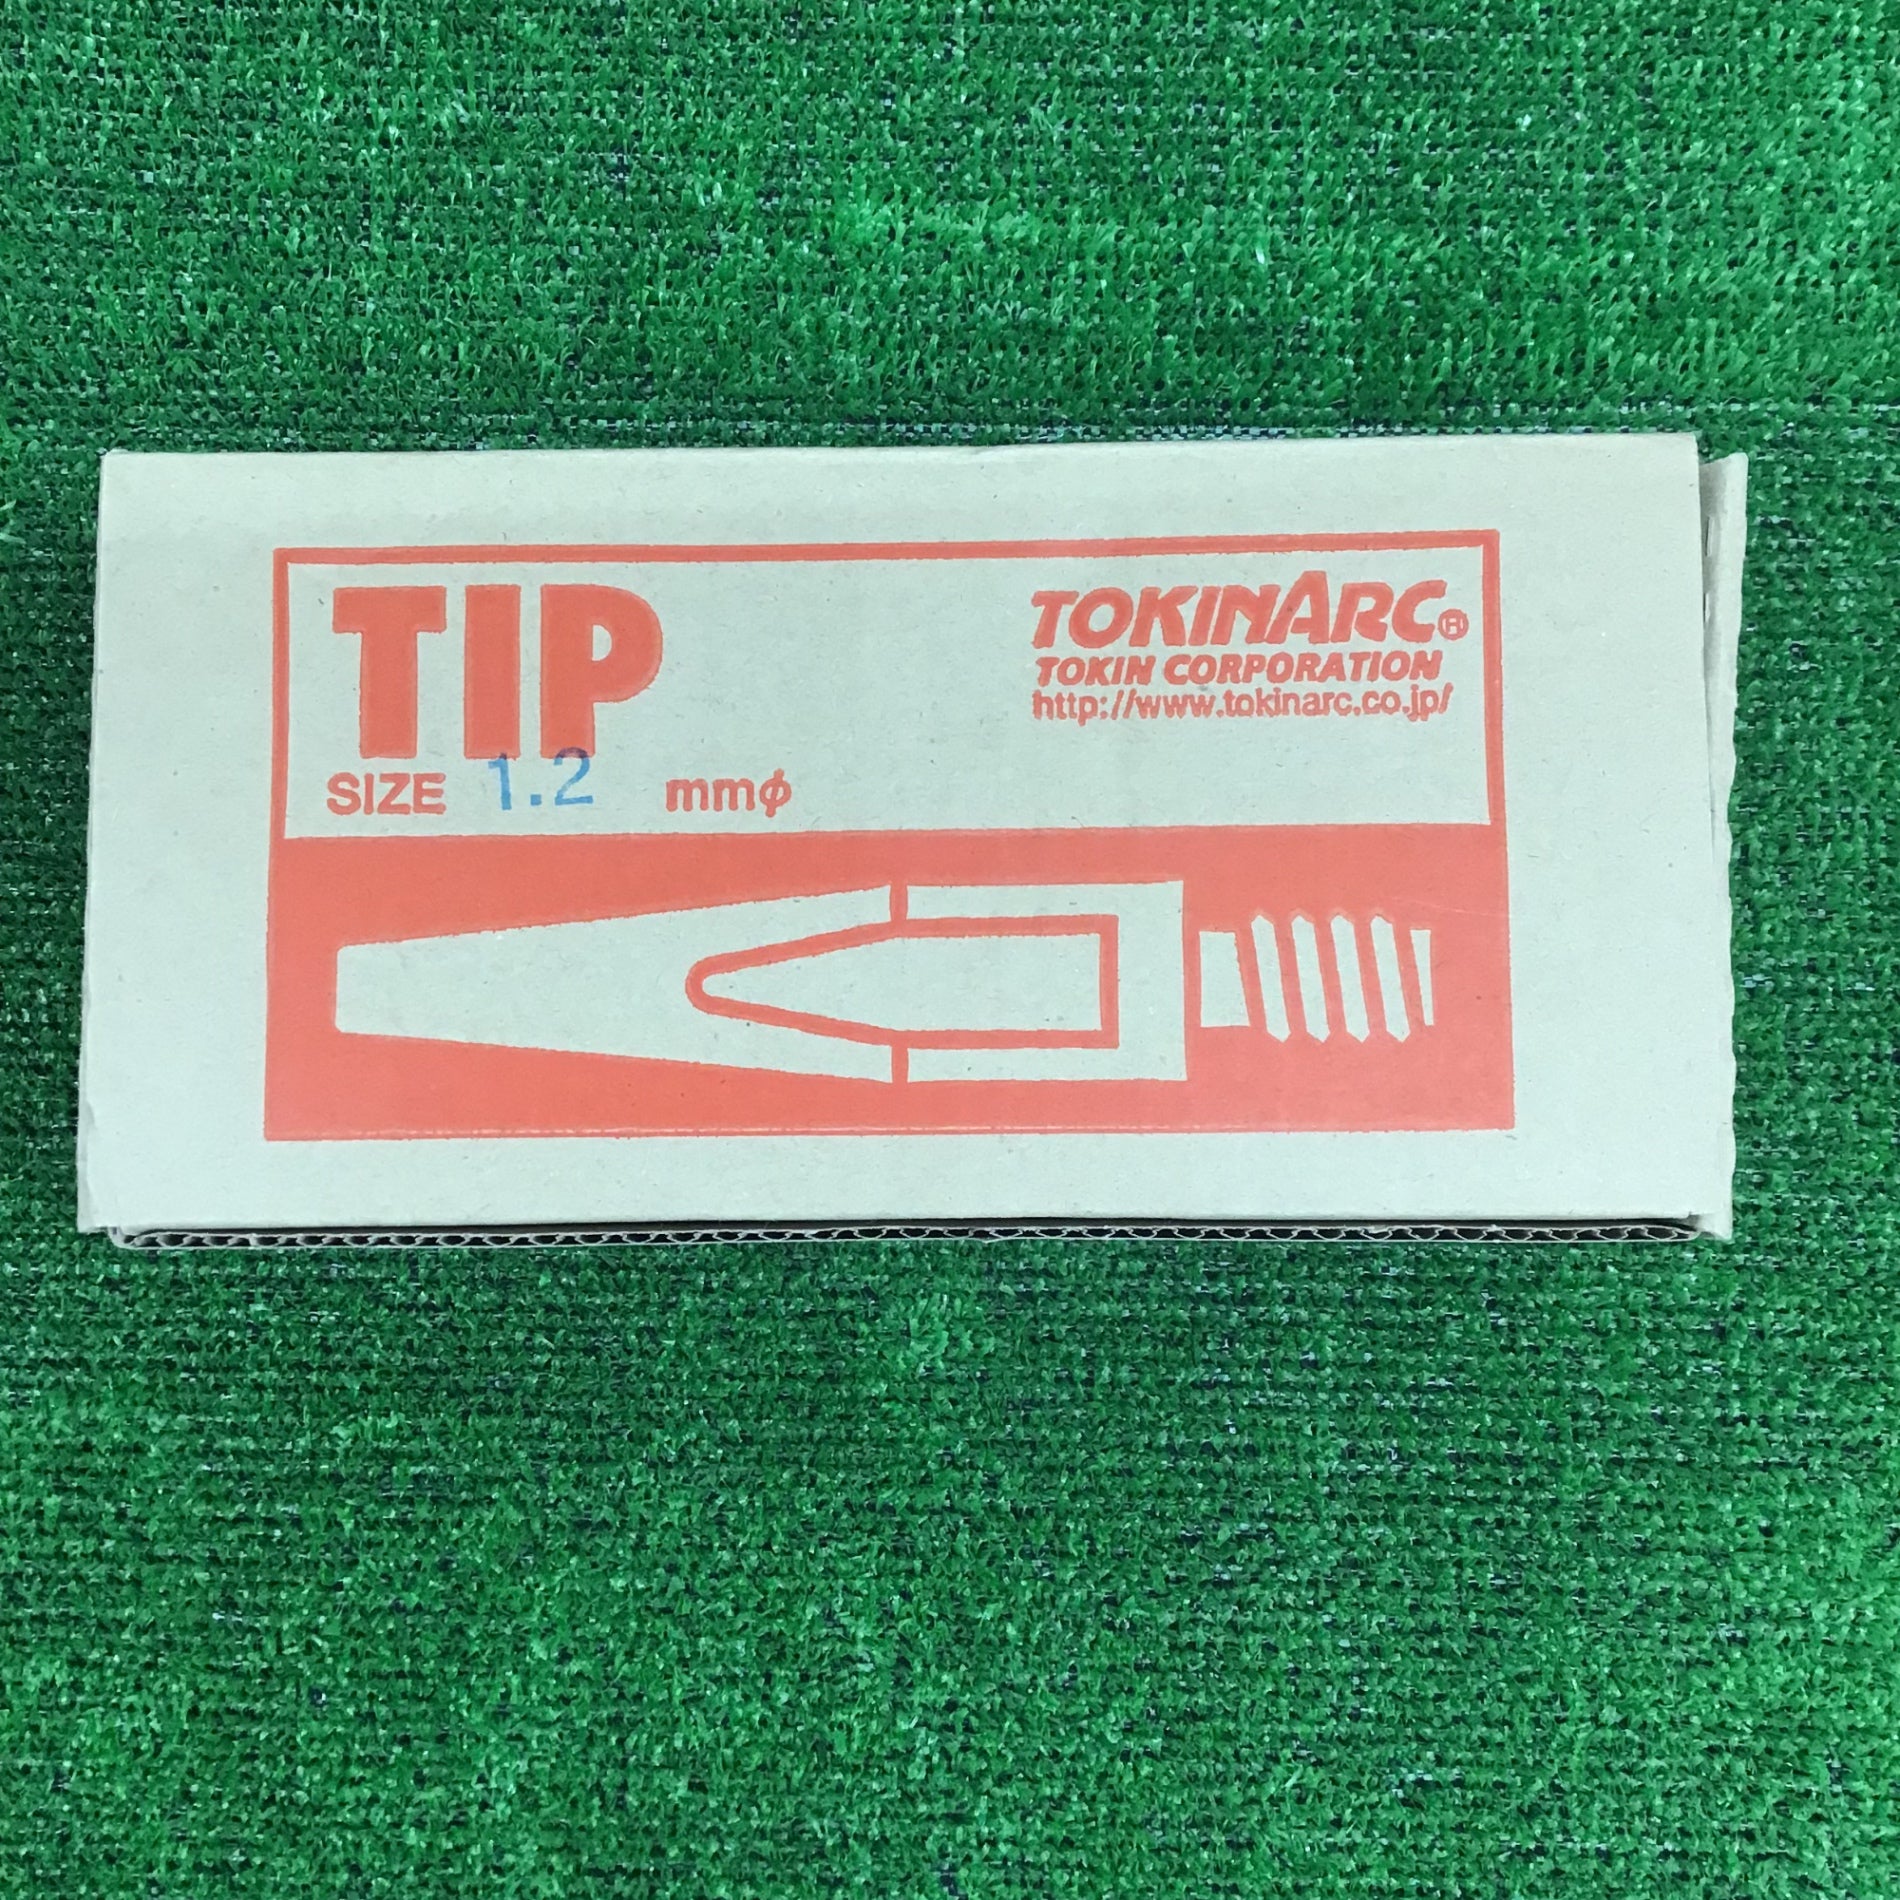 TIP
TOKINARC®
TOKIN CORPORATION
http://www.tokinarc.co.jp/
SIZE 1.2 mmφ